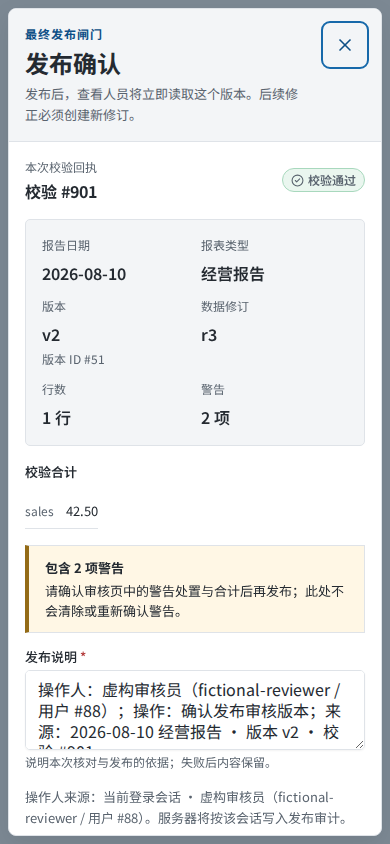 最终发布闸门
发布确认
发布后，查看人员将立即读取这个版本。后续修
正必须创建新修订。
本次校验回执
校验 #901
校验通过
报告日期
2026-08-10
报表类型
经营报告
版本
v2
版本 ID #51
数据修订
r3
行数
1 行
警告
2 项
校验合计
sales 42.50
包含 2 项警告
请确认审核页中的警告处置与合计后再发布；此处不
会清除或重新确认警告。
发布说明 *
操作人：虚构审核员（fictional-reviewer /
用户 #88）；操作：确认发布审核版本；来
源：2026-08-10 经营报告 · 版本 v2 · 校
验 #901
说明本次核对与发布的依据；失败后内容保留。
操作人来源：当前登录会话 · 虚构审核员（fictional-
reviewer / 用户 #88）。服务器将按该会话写入发布审计。